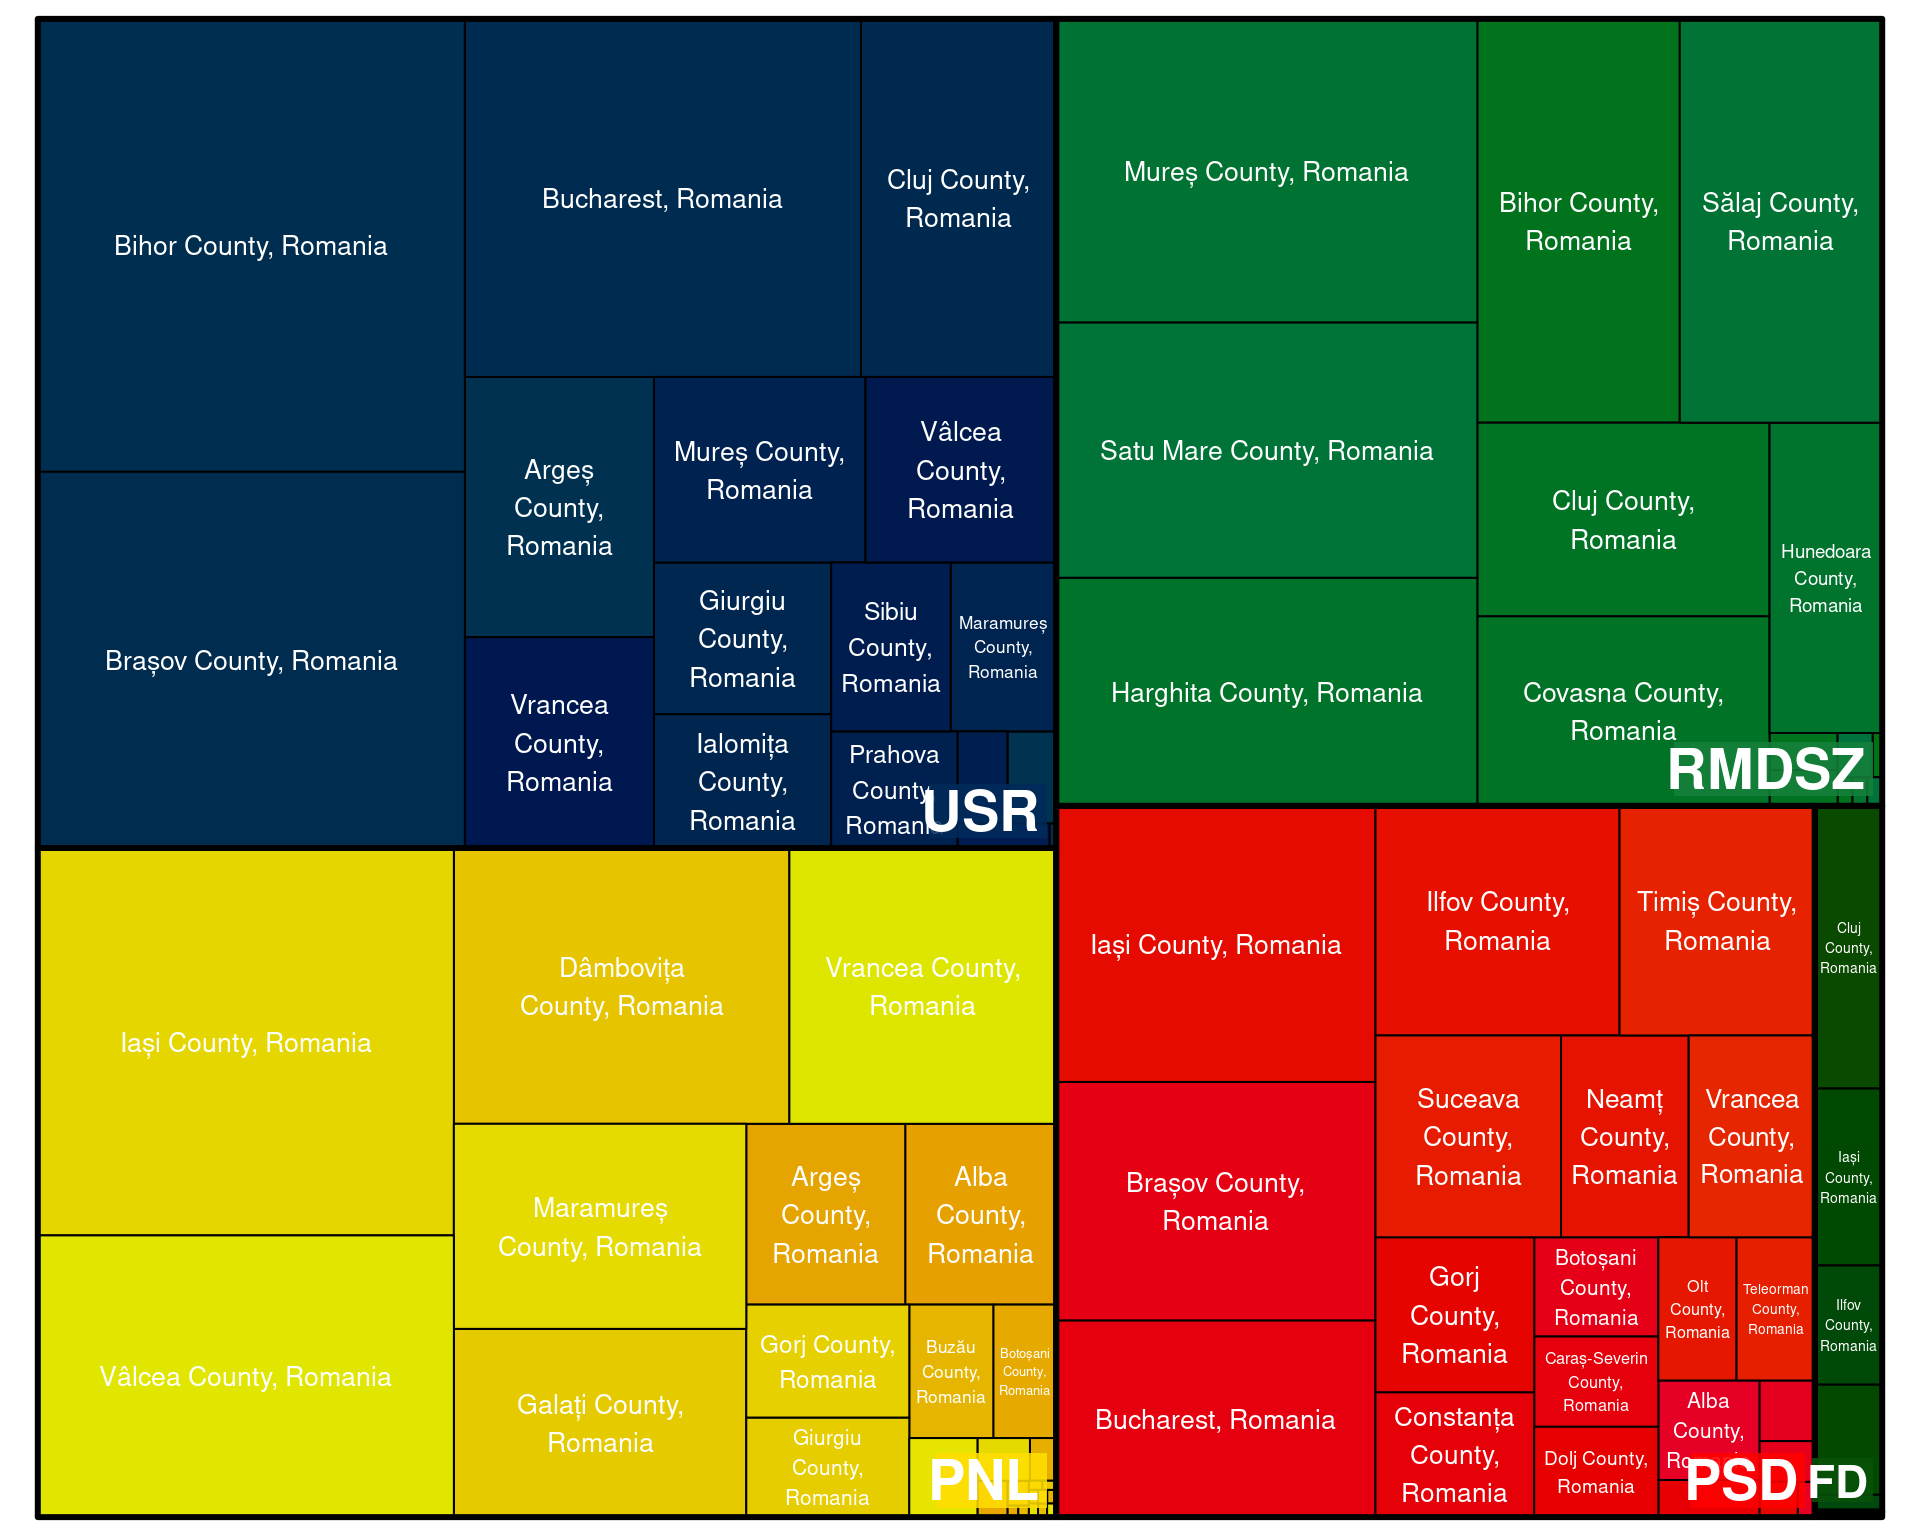 Bihor County, Romania
Brașov County, Romania
Bucharest, Romania
Cluj County,
Romania
Argeș
County,
Romania
Vrancea
County,
Romania
Mureș County,
Romania
Vâlcea
County,
Romania
Giurgiu
County,
Romania
Ialomița
County,
Romania
Sibiu
County,
Romania
Maramureș
County,
Romania
Prahova
County,
Romania
USR
Mureș County, Romania
Satu Mare County, Romania
Harghita County, Romania
Bihor County,
Romania
Sălaj County,
Romania
Cluj County,
Romania
Covasna County,
Romania
Hunedoara
County,
Romania
RMDSZ
Iași County, Romania
Vâlcea County, Romania
Dâmbovița
County, Romania
Vrancea County,
Romania
Maramureș
County, Romania
Galați County,
Romania
Argeș
County,
Romania
Alba
County,
Romania
Gorj County,
Romania
Giurgiu
County,
Romania
Buzău
County,
Romania
Botoșani
County,
Romania
PNL
Iași County, Romania
Brașov County,
Romania
Bucharest, Romania
Ilfov County,
Romania
Timiș County,
Romania
Suceava
County,
Romania
Neamț
County,
Romania
Vrancea
County,
Romania
Gorj
County,
Romania
Constanța
County,
Romania
Botoșani
County,
Romania
Caraș-Severin
County,
Romania
Dolj County,
Romania
Olt
County,
Romania
Teleorman
County,
Romania
Alba
County,
PSD
Cluj
County,
Romania
Iași
County,
Romania
Ilfov
County,
Romania
FD